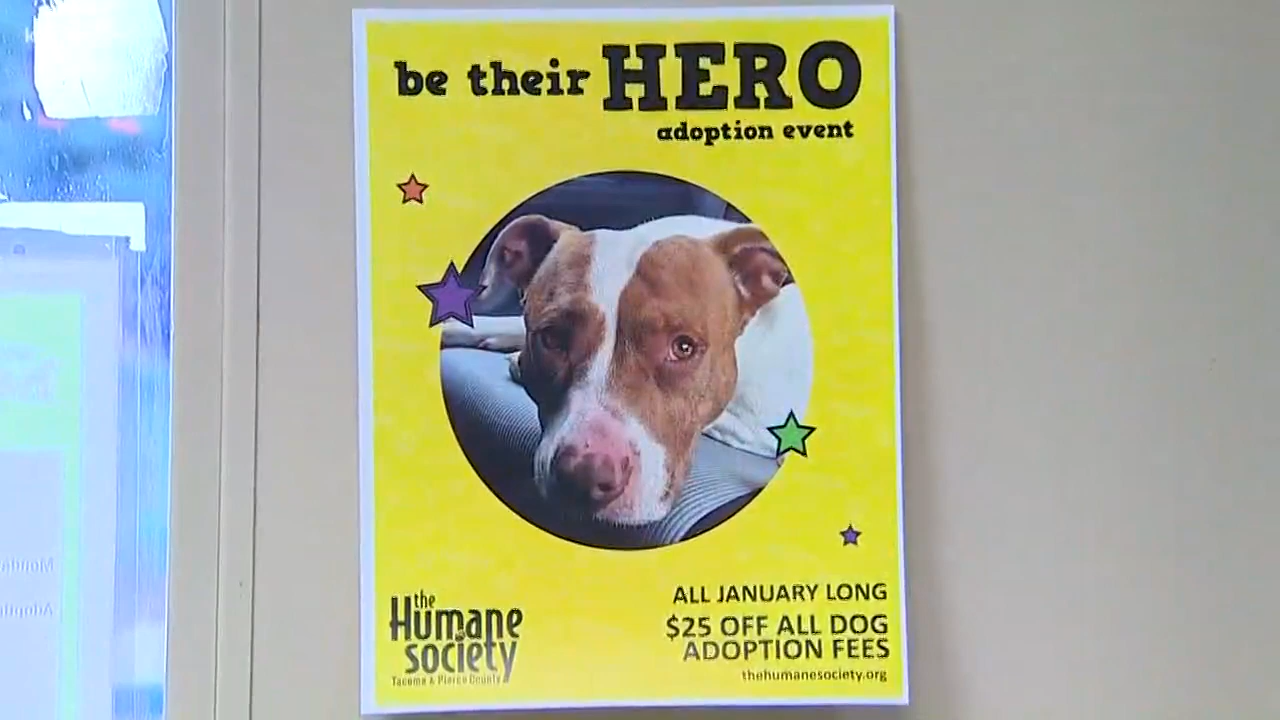 be their HERO
adoption event
the
Humane
society
Tacoma & Pierce County
ALL JANUARY LONG
$25 OFF ALL DOG
ADOPTION FEES
thehumanesociety.org